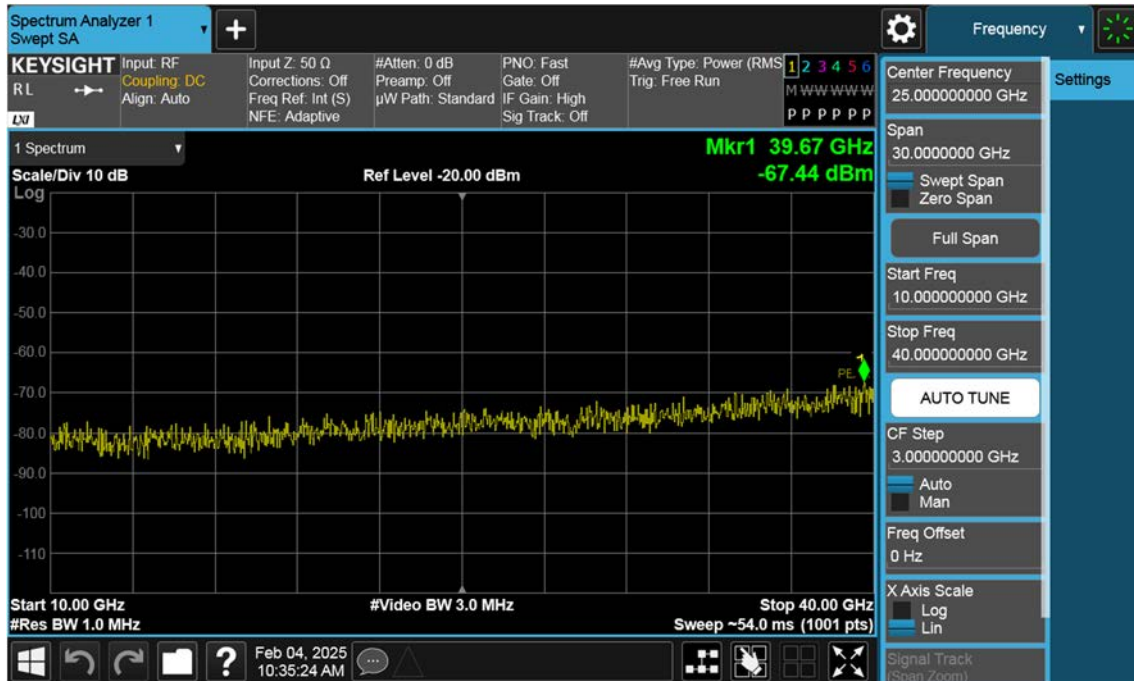 Spectrum Analyzer 1
Swept SA
Frequency
KEYSIGHT
RL
LXI
Input: RF
Coupling: DC
Align: Auto
Input Z: 50 Ω
Corrections: Off
Freq Ref: Int (S)
NFE: Adaptive
#Atten: 0 dB
Preamp: Off
µW Path: Standard
PNO: Fast
Gate: Off
IF Gain: High
Sig Track: Off
#Avg Type: Power (RMS
Trig: Free Run
1 2 3 4 5 6
M W W W W W
P P P P P P
1 Spectrum
Mkr1 39.67 GHz
Scale/Div 10 dB
Ref Level -20.00 dBm
-67.44 dBm
Log
-30.0
-40.0
-50.0
-60.0
-70.0
-80.0
-90.0
-100
-110
1
Start 10.00 GHz
#Video BW 3.0 MHz
Stop 40.00 GHz
#Res BW 1.0 MHz
Sweep ~54.0 ms (1001 pts)
Feb 04, 2025
10:35:24 AM
Center Frequency
25.000000000 GHz
Span
30.0000000 GHz
Swept Span
Zero Span
Full Span
Start Freq
10.000000000 GHz
Stop Freq
40.000000000 GHz
AUTO TUNE
CF Step
3.000000000 GHz
Auto
Man
Freq Offset
0 Hz
X Axis Scale
Log
Lin
Signal Track
(Span Zoom)
Settings